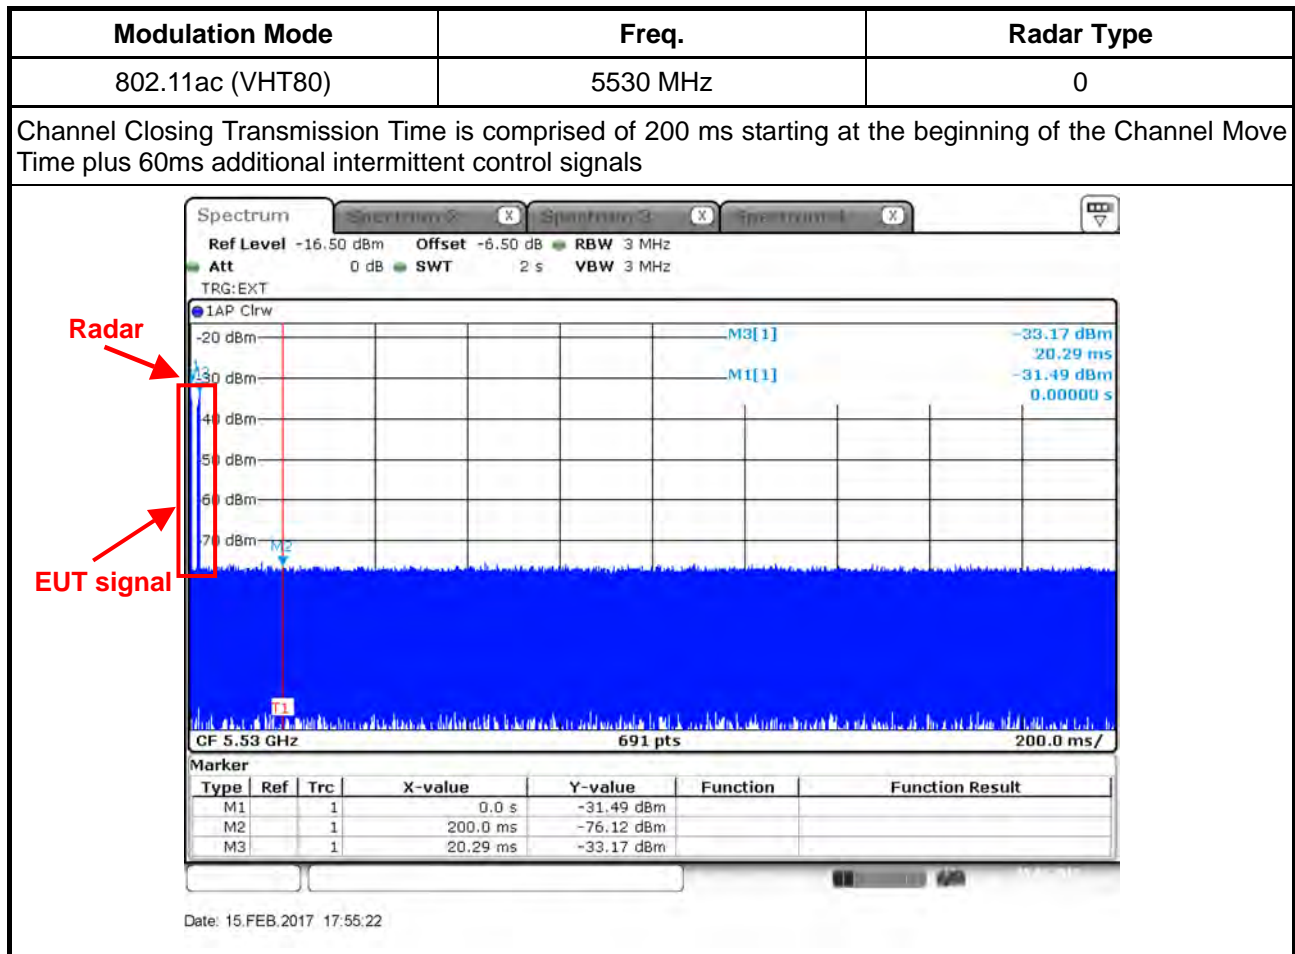 Modulation Mode Freq. Radar Type
802.11ac (VHT80) 5530 MHz 0
Channel Closing Transmission Time is comprised of 200 ms starting at the beginning of the Channel Move
Time plus 60ms additional intermittent control signals
Spectrum Spectrum 2 X Spectrum 3 X Spectrum 4 X
Ref Level -16.50 dBm Offset -6.50 dB RBW 3 MHz
Att 0 dB SWT 2 s VBW 3 MHz
TRG:EXT
1AP Clrw
Radar
-20 dBm M3[1] -33.17 dBm
20.29 ms
-30 dBm M1[1] -31.49 dBm
0.00000 s
-40 dBm
-50 dBm
-60 dBm
-70 dBm M2
EUT signal
T1
CF 5.53 GHz 691 pts 200.0 ms/
Marker
Type Ref Trc X-value Y-value Function Function Result
M1 1 0.0 s -31.49 dBm
M2 1 200.0 ms -76.12 dBm
M3 1 20.29 ms -33.17 dBm
Date: 15.FEB.2017 17:55:22